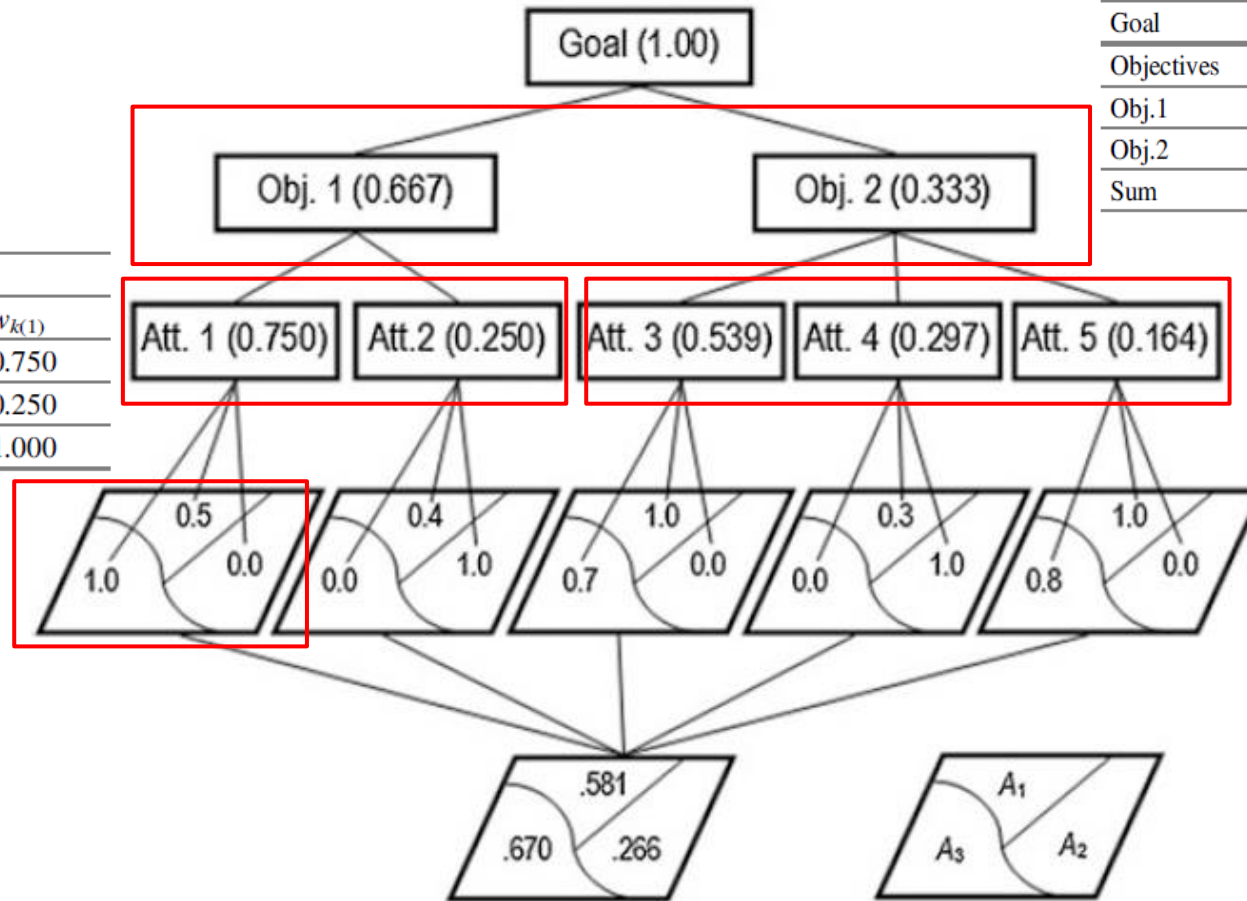 Goal (1.00)
Goal
Objectives
Obj.1
Obj.2
Sum
Obj. 1 (0.667)
Obj. 2 (0.333)
0.750
0.250
1.000
Att. 1 (0.750)
Att.2 (0.250)
Att. 3 (0.539)
Att. 4 (0.297)
Att. 5 (0.164)
0.5
1.0
0.0
0.4
0.0
1.0
1.0
0.7
0.0
0.3
0.0
1.0
1.0
0.8
0.0
.581
.670
.266
A₁
A₃
A₂